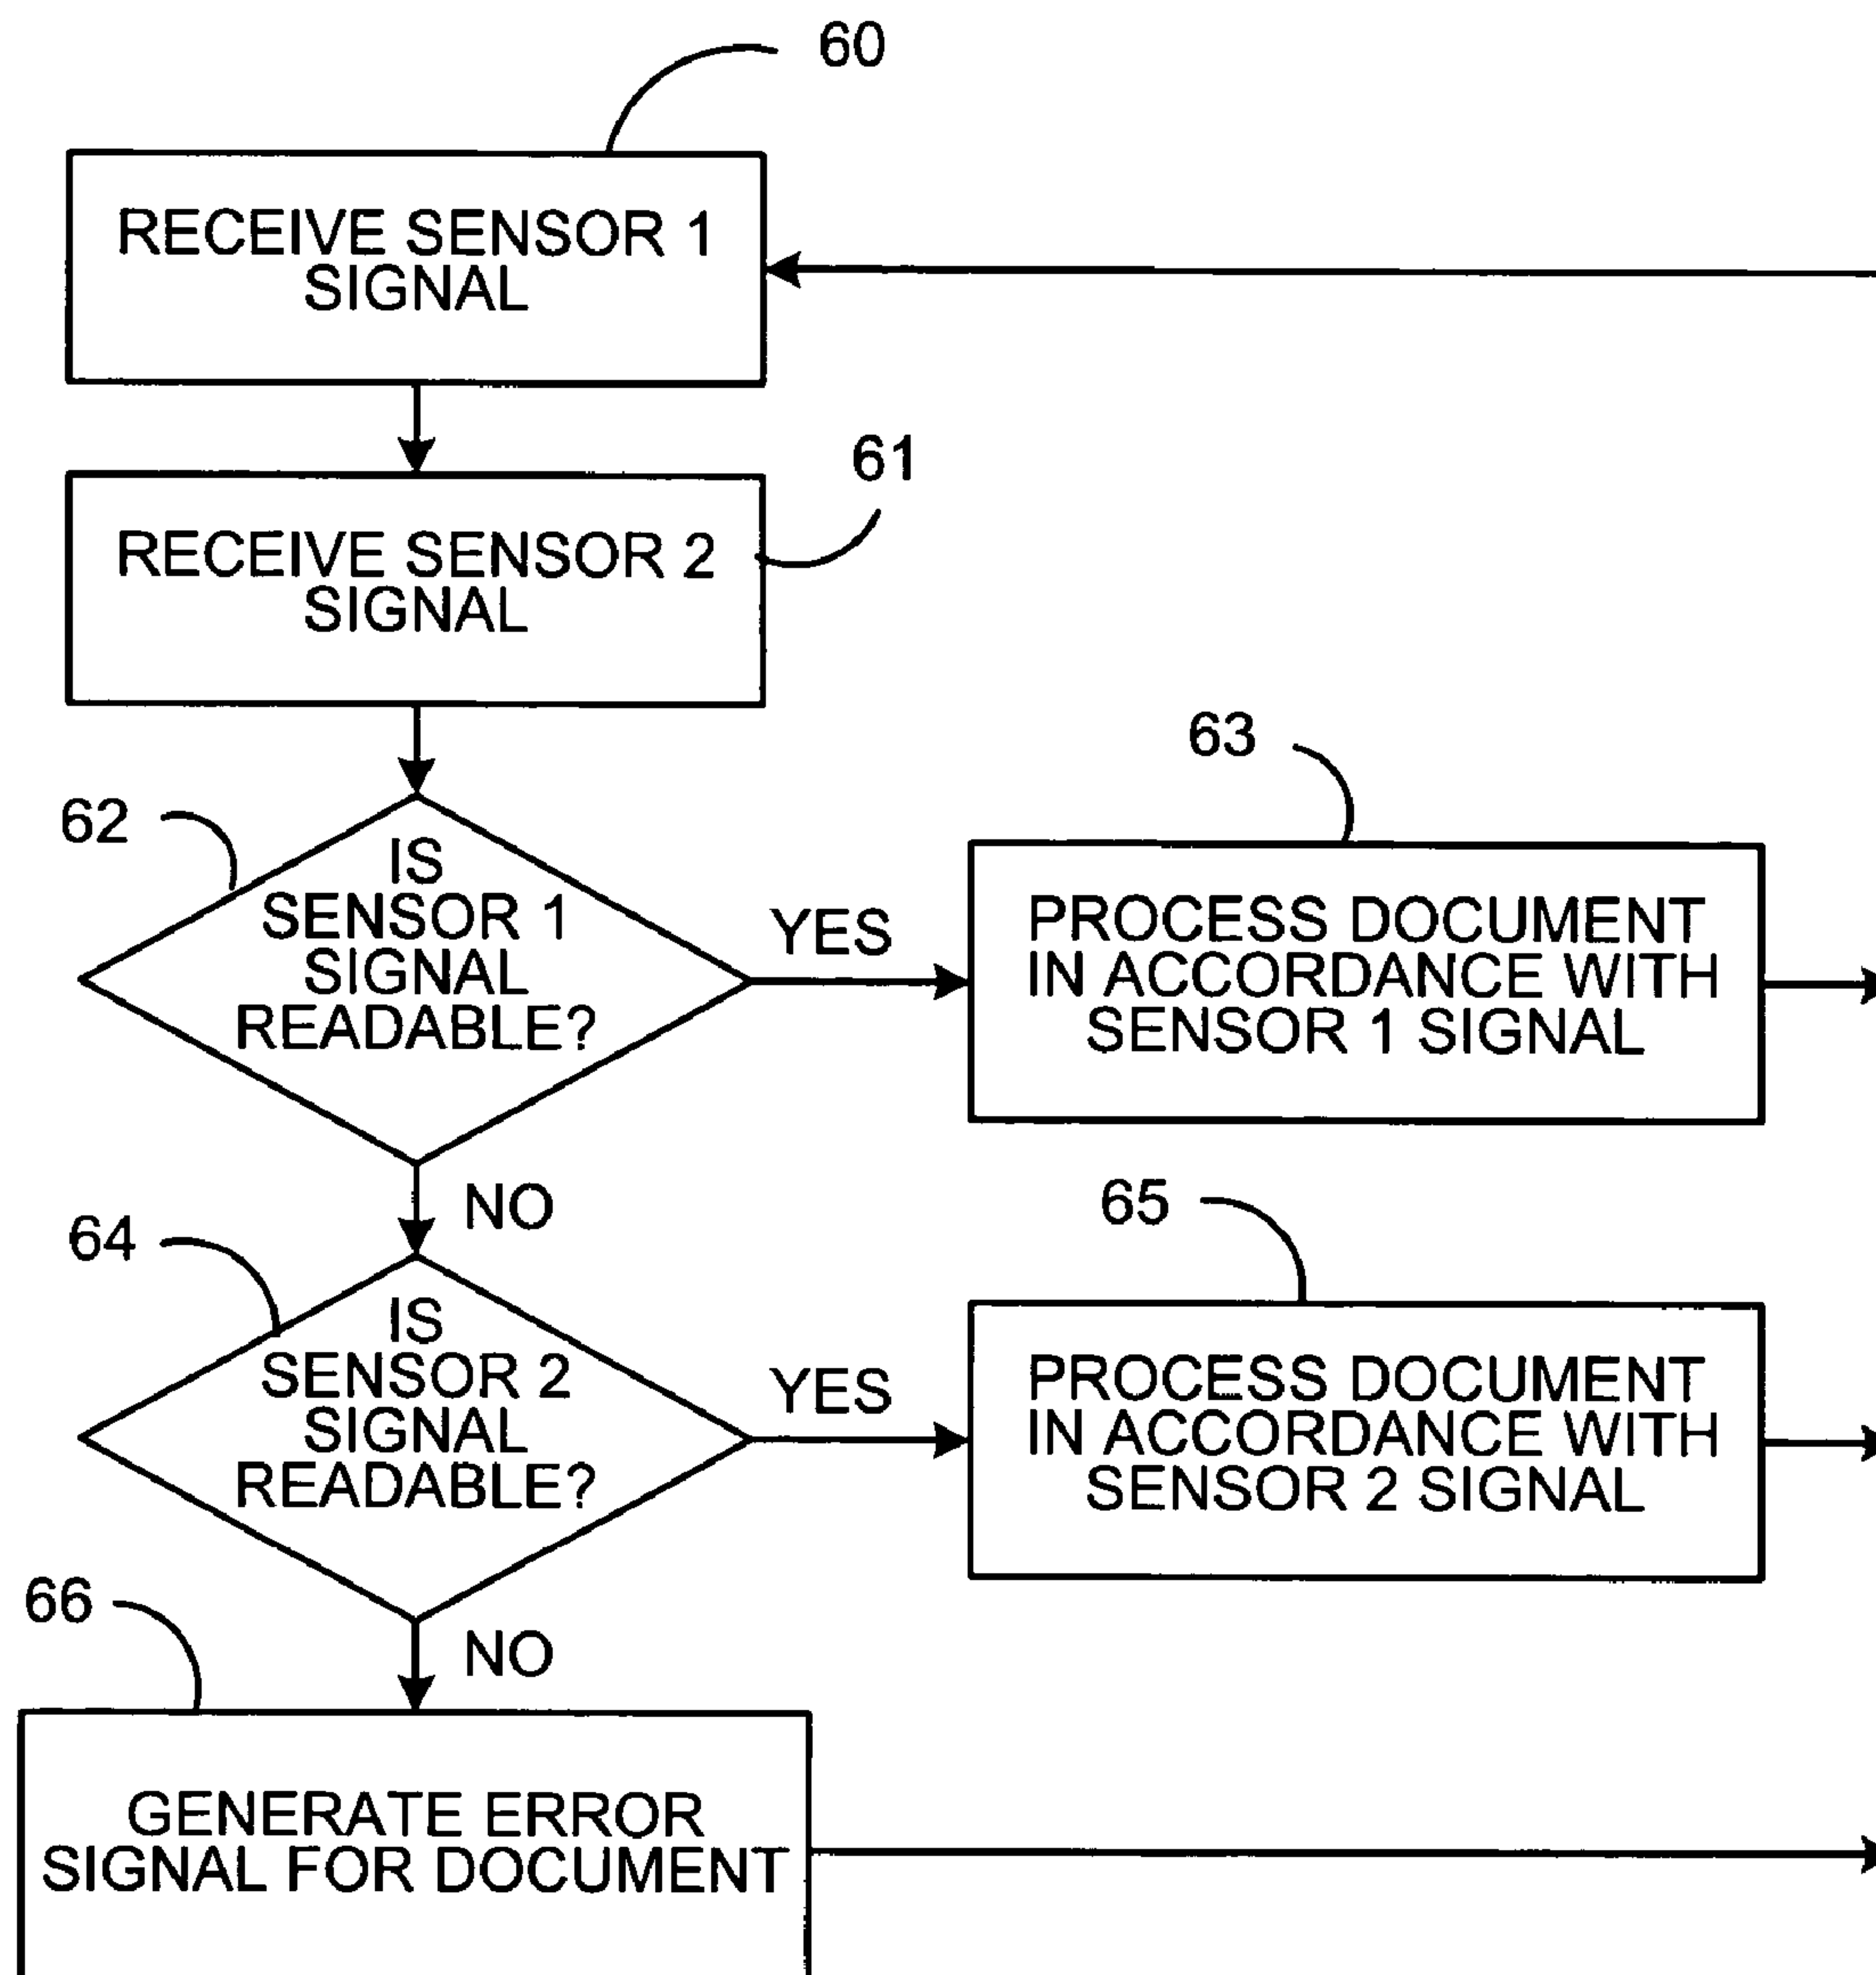 60
RECEIVE SENSOR 1
SIGNAL
61
RECEIVE SENSOR 2
SIGNAL
62
IS
SENSOR 1
SIGNAL
READABLE?
YES
63
PROCESS DOCUMENT
IN ACCORDANCE WITH
SENSOR 1 SIGNAL
NO
64
IS
SENSOR 2
SIGNAL
READABLE?
YES
65
PROCESS DOCUMENT
IN ACCORDANCE WITH
SENSOR 2 SIGNAL
NO
66
GENERATE ERROR
SIGNAL FOR DOCUMENT